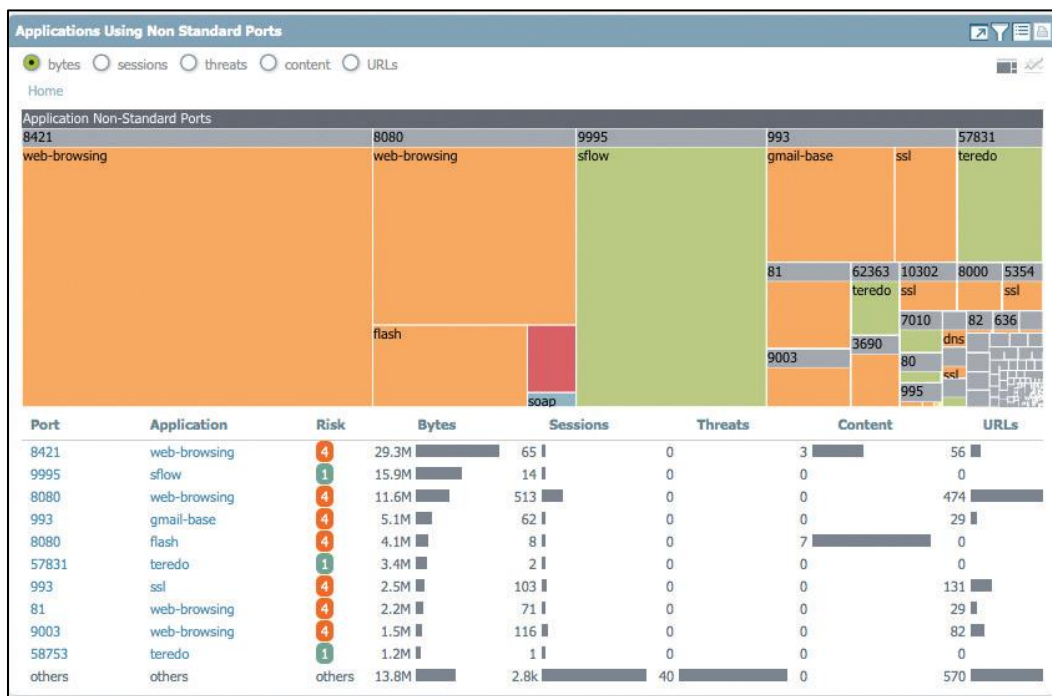 Applications Using Non Standard Ports
bytes sessions threats content URLs
Home
Application Non-Standard Ports
8421 8080 9995 993 57831
web-browsing web-browsing sflow gmail-base ssl teredo
81 62363 10302 8000 5354
teredo ssl ssl
7010 82 636
flash dns
3690
9003 80
ssl
995
soap
Port Application Risk Bytes Sessions Threats Content URLs
8421 web-browsing 4 29.3M 65 0 3 56
9995 sflow 1 15.9M 14 0 0 0
8080 web-browsing 4 11.6M 513 0 0 474
993 gmail-base 4 5.1M 62 0 0 29
8080 flash 4 4.1M 8 0 7 0
57831 teredo 1 3.4M 2 0 0 0
993 ssl 4 2.5M 103 0 0 131
81 web-browsing 4 2.2M 71 0 0 29
9003 web-browsing 4 1.5M 116 0 0 82
58753 teredo 1 1.2M 1 0 0 0
others others others 13.8M 2.8k 40 0 570